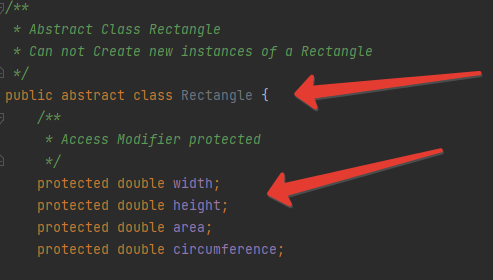 /**
* Abstract Class Rectangle
* Can not Create new instances of a Rectangle
*/
public abstract class Rectangle {
/**
* Access Modifier protected
*/
protected double width;
protected double height;
protected double area;
protected double circumference;